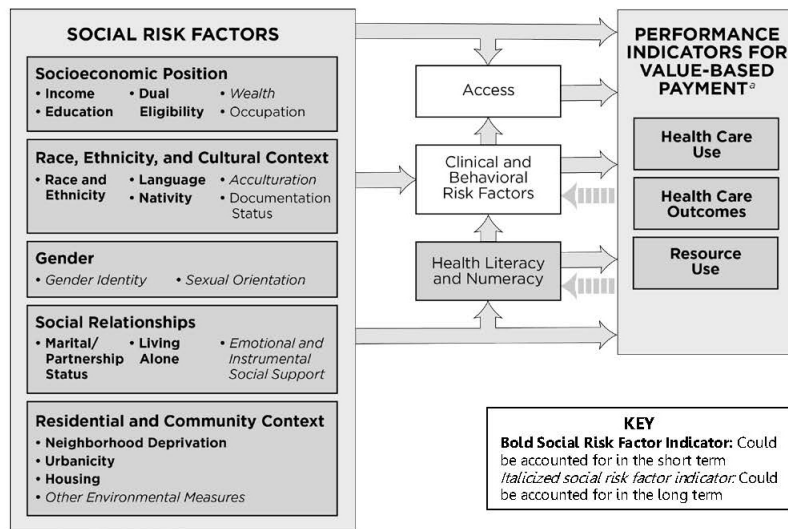 SOCIAL RISK FACTORS
Socioeconomic Position
• Income • Dual • Wealth
• Education Eligibility • Occupation
Race, Ethnicity, and Cultural Context
• Race and • Language • Acculturation
Ethnicity • Nativity • Documentation
Status
Gender
• Gender Identity • Sexual Orientation
Social Relationships
• Marital/ • Living • Emotional and
Partnership Alone Instrumental
Status Social Support
Residential and Community Context
• Neighborhood Deprivation
• Urbanicity
• Housing
• Other Environmental Measures
Access
Clinical and
Behavioral
Risk Factors
Health Literacy
and Numeracy
PERFORMANCE
INDICATORS FOR
VALUE-BASED
PAYMENTa
Health Care
Use
Health Care
Outcomes
Resource
Use
KEY
Bold Social Risk Factor Indicator: Could
be accounted for in the short term
Italicized social risk factor indicator: Could
be accounted for in the long term